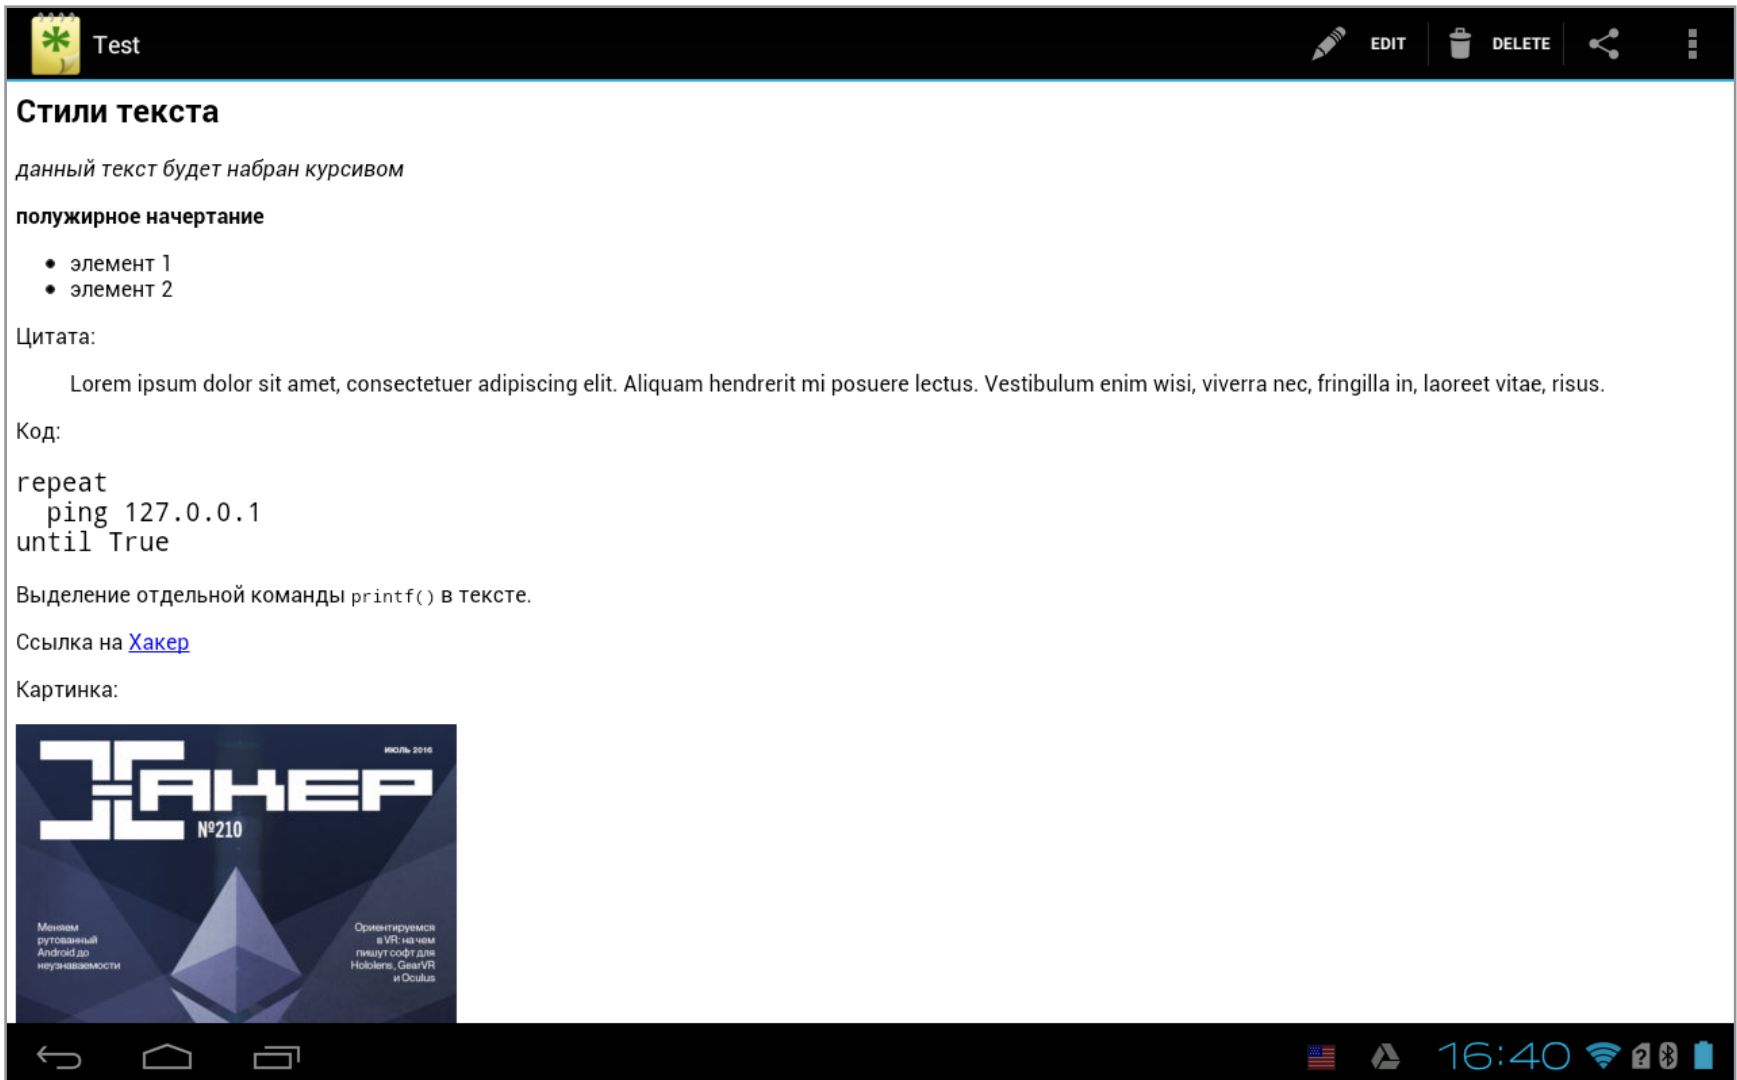 Test
EDIT
DELETE
Стили текста
данный текст будет набран курсивом
полужирное начертание
элемент 1
элемент 2
Цитата:
Lorem ipsum dolor sit amet, consectetuer adipiscing elit. Aliquam hendrerit mi posuere lectus. Vestibulum enim wisi, viverra nec, fringilla in, laoreet vitae, risus.
Код:
repeat
  ping 127.0.0.1
until True
Выделение отдельной команды printf() в тексте.
Ссылка на Хакер
Картинка:
ИЮЛЬ 2016
ХАКЕР
№210
Меняем
рутованный
Android до
неузнаваемости
Ориентируемся
в VR: на чем
пишут софт для
Hololens, GearVR
и Oculus
16:40